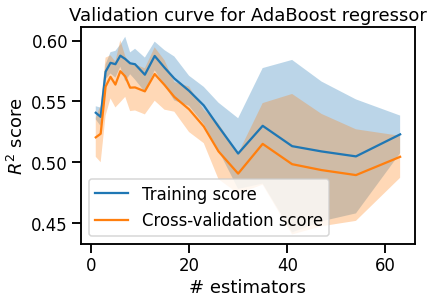 Validation curve for AdaBoost regressor
0.60
0.55
0.50
0.45
R² score
Training score
Cross-validation score
0
20
40
60
# estimators